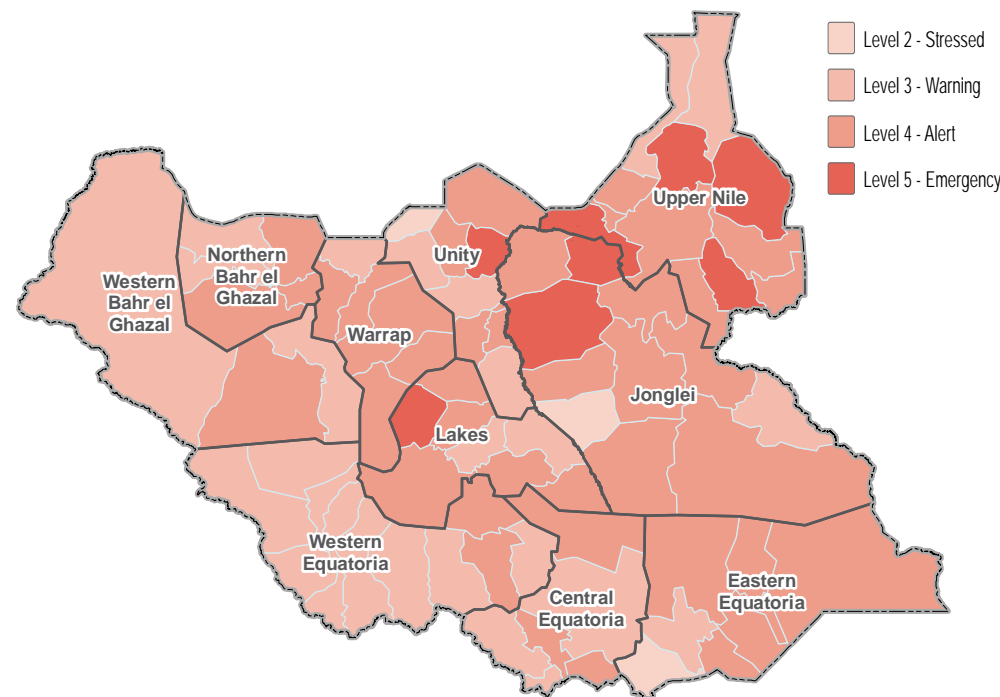 Level 2 - Stressed
Level 3 - Warning
Level 4 - Alert
Level 5 - Emergency
Upper Nile
Unity
Northern
Bahr el
Ghazal
Western
Bahr el
Ghazal
Warrap
Jonglei
Lakes
Western
Equatoria
Central
Equatoria
Eastern
Equatoria